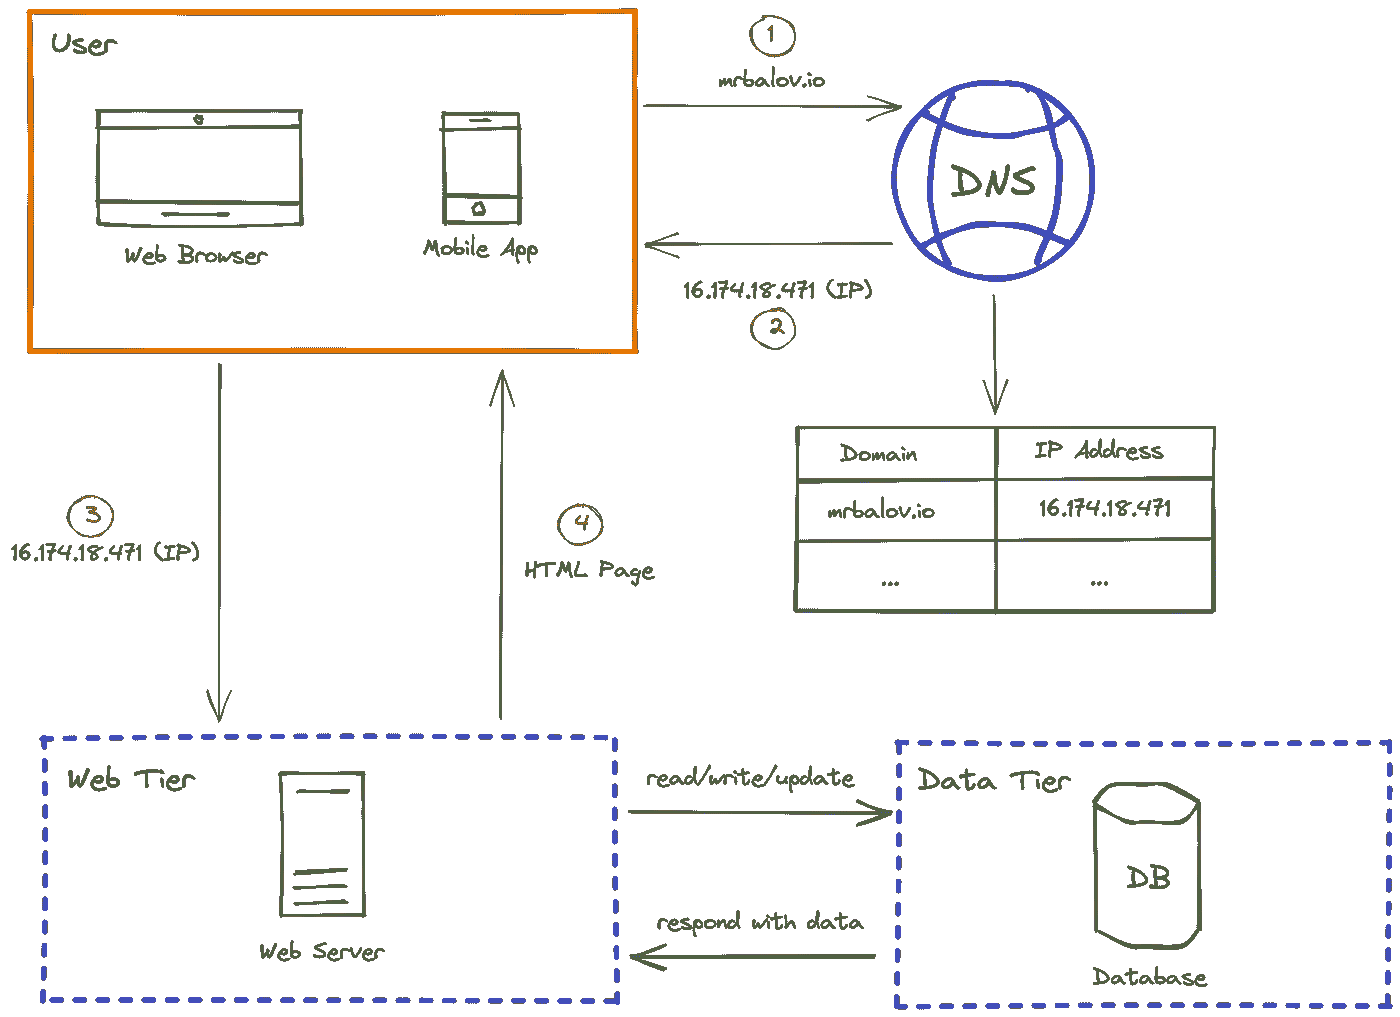 User
Web Browser
Mobile App
1
mrbalov.io
DNS
16.174.18.471 (IP)
2
Domain
IP Address
mrbalov.io
16.174.18.471
...
...
3
16.174.18.471 (IP)
4
HTML Page
Web Tier
Web Server
read/write/update
respond with data
Data Tier
DB
Database